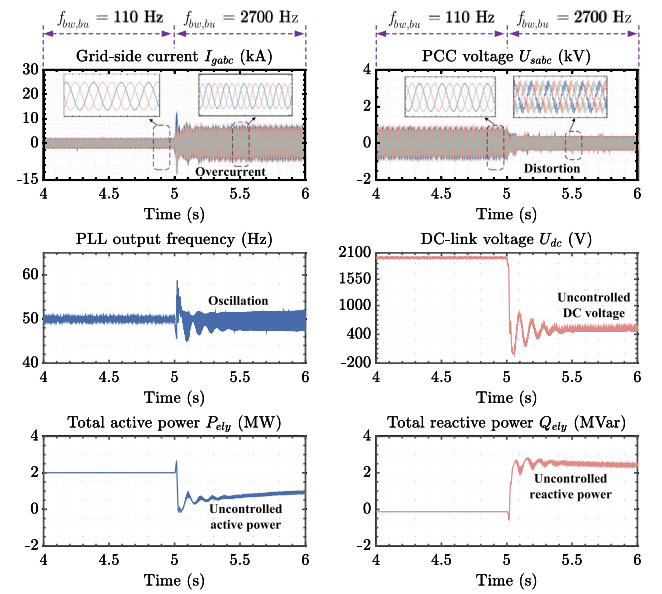 f_bw,bu = 110 Hz f_bw,bu = 2700 Hz f_bw,bu = 110 Hz f_bw,bu = 2700 Hz
Grid-side current I_gabc (kA)
30
15
10
0
-15
Overcurrent
4 4.5 5 5.5 6
Time (s)
PCC voltage U_sabc (kV)
4
2
0
-2
Distortion
4 4.5 5 5.5 6
Time (s)
PLL output frequency (Hz)
60
50
40
Oscillation
4 4.5 5 5.5 6
Time (s)
DC-link voltage U_dc (V)
2100
1550
1000
400
-200
Uncontrolled
DC voltage
4 4.5 5 5.5 6
Time (s)
Total active power P_ely (MW)
4
2
0
-2
Uncontrolled
active power
4 4.5 5 5.5 6
Time (s)
Total reactive power Q_ely (MVar)
4
2
0
-2
Uncontrolled
reactive power
4 4.5 5 5.5 6
Time (s)